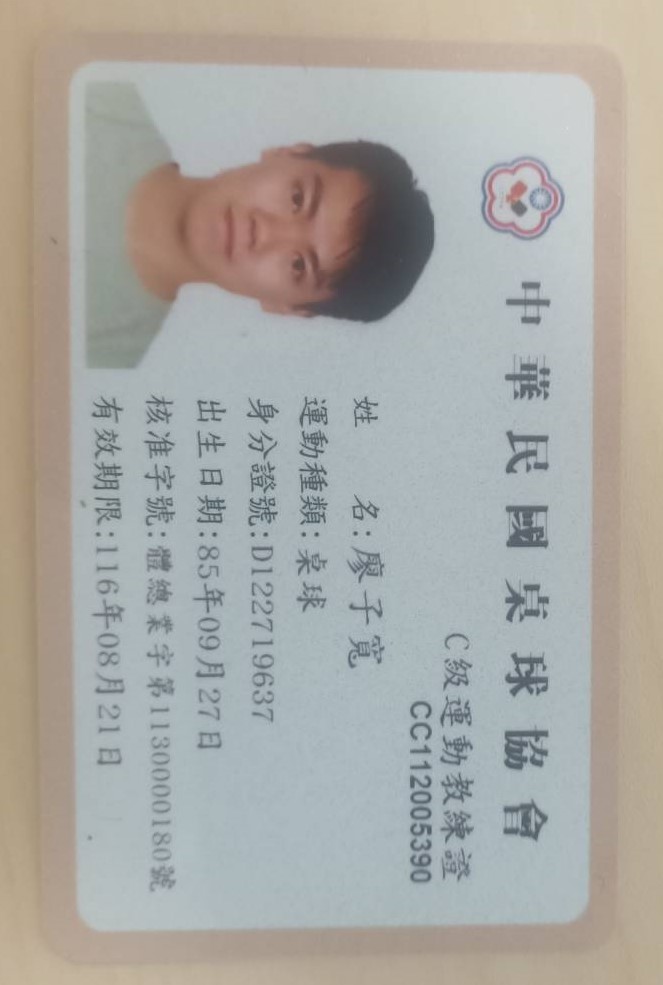 中華民國桌球協會
C級運動教練證
CC112005390
姓 名:廖子寬
運動種類:桌球
身分證號:D122719637
出生日期:85年09月27日
核准字號:體總業字第1130000180號
有效期限:116年08月21日